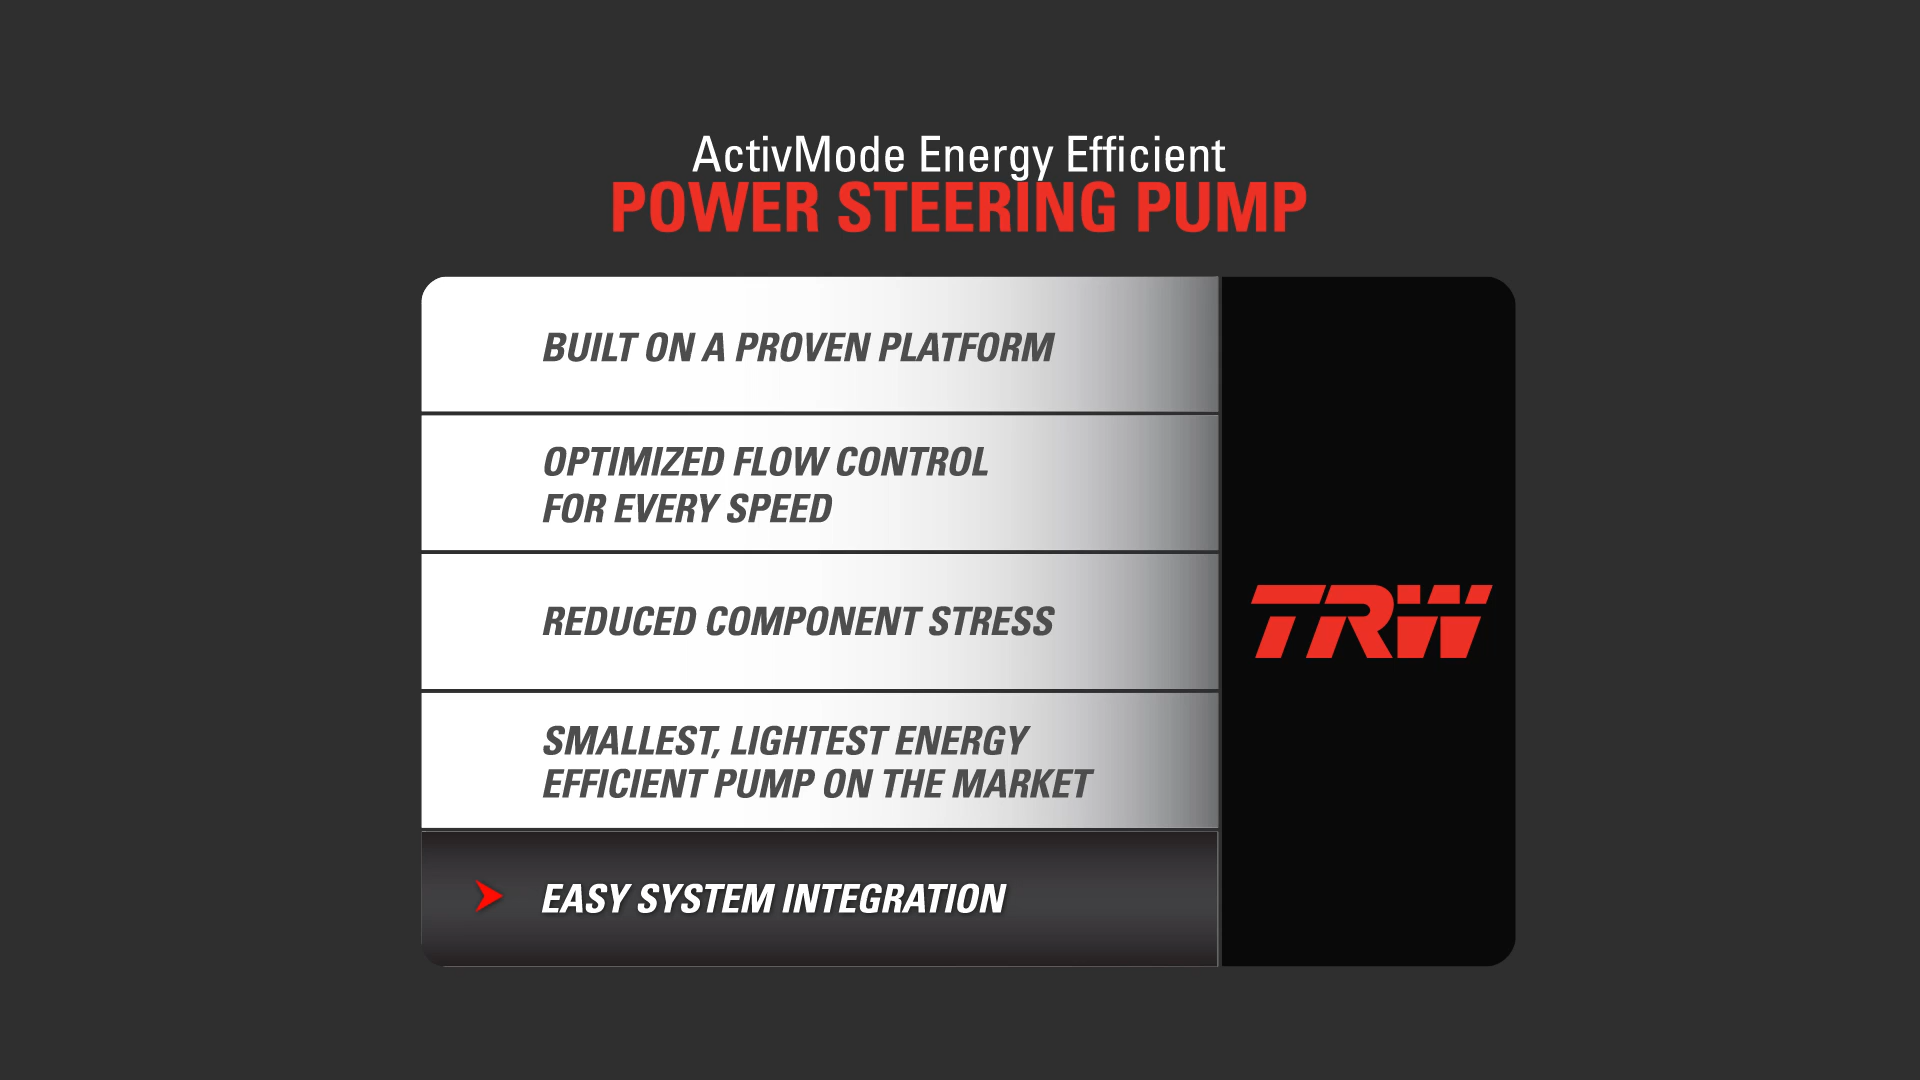 ActivMode Energy Efficient
POWER STEERING PUMP
BUILT ON A PROVEN PLATFORM
OPTIMIZED FLOW CONTROL
FOR EVERY SPEED
REDUCED COMPONENT STRESS
SMALLEST, LIGHTEST ENERGY
EFFICIENT PUMP ON THE MARKET
EASY SYSTEM INTEGRATION
TRW